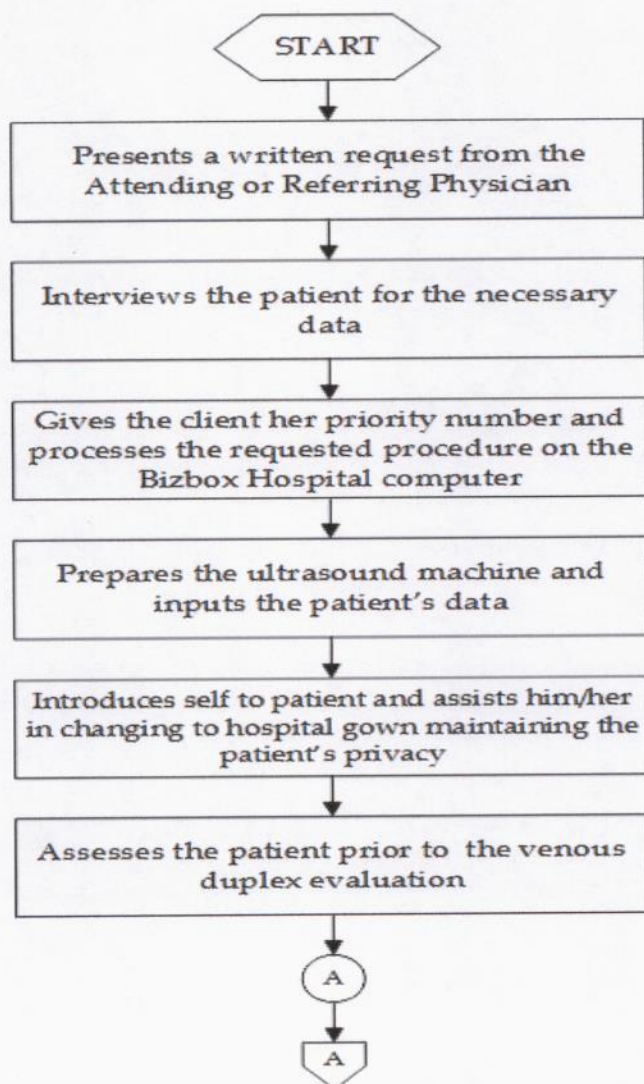 START
Presents a written request from the
Attending or Referring Physician
Interviews the patient for the necessary
data
Gives the client her priority number and
processes the requested procedure on the
Bizbox Hospital computer
Prepares the ultrasound machine and
inputs the patient's data
Introduces self to patient and assists him/her
in changing to hospital gown maintaining the
patient's privacy
Assesses the patient prior to the venous
duplex evaluation
A
A